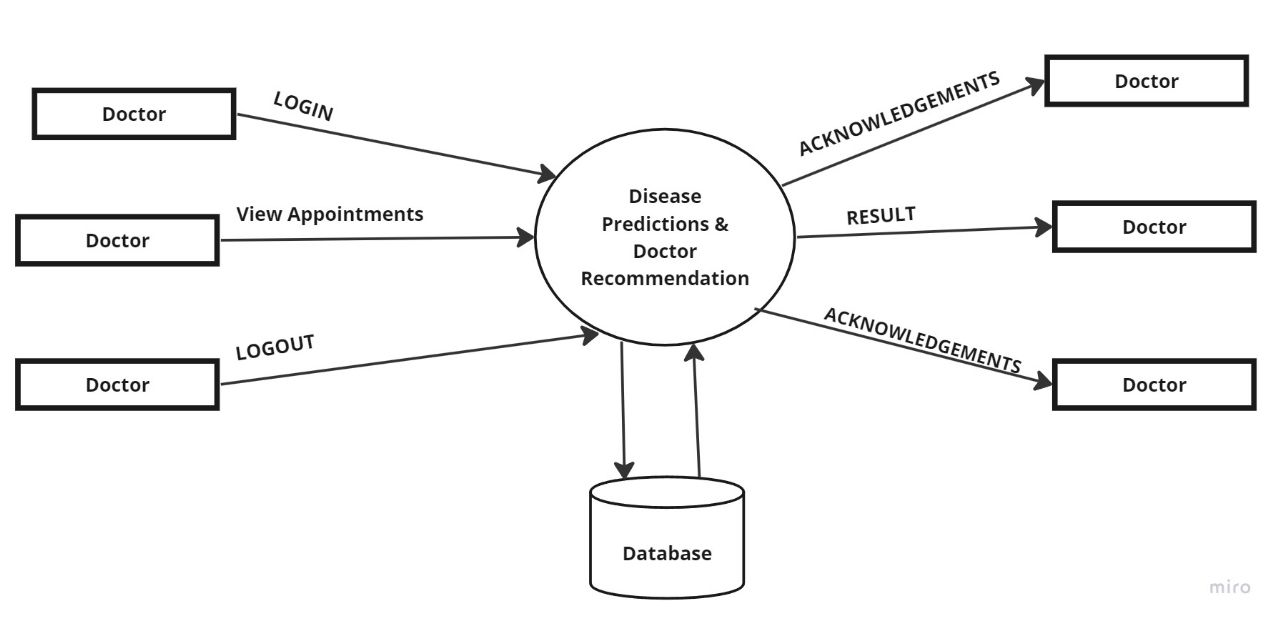 Doctor
LOGIN
ACKNOWLEDGEMENTS
Doctor
Doctor
View Appointments
Disease
Predictions &
Doctor
Recommendation
RESULT
Doctor
Doctor
LOGOUT
ACKNOWLEDGEMENTS
Doctor
Database
miro